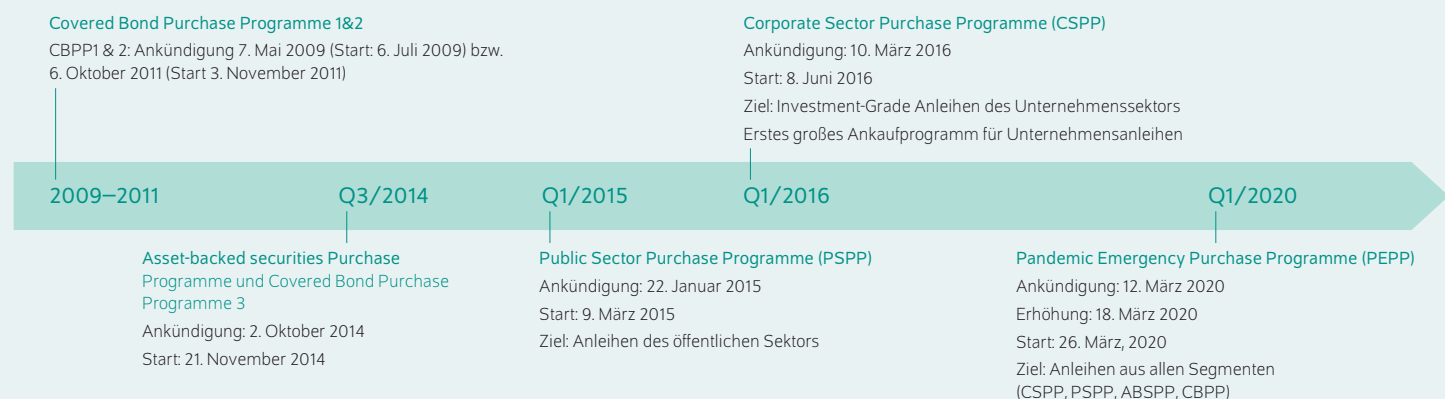 Covered Bond Purchase Programme 1&2
CBPP1 & 2: Ankündigung 7. Mai 2009 (Start: 6. Juli 2009) bzw.
6. Oktober 2011 (Start 3. November 2011)
Corporate Sector Purchase Programme (CSPP)
Ankündigung: 10. März 2016
Start: 8. Juni 2016
Ziel: Investment-Grade Anleihen des Unternehmenssektors
Erstes großes Ankaufprogramm für Unternehmensanleihen
2009–2011
Q3/2014
Q1/2015
Q1/2016
Q1/2020
Asset-backed securities Purchase
Programme und Covered Bond Purchase
Programme 3
Ankündigung: 2. Oktober 2014
Start: 21. November 2014
Public Sector Purchase Programme (PSPP)
Ankündigung: 22. Januar 2015
Start: 9. März 2015
Ziel: Anleihen des öffentlichen Sektors
Pandemic Emergency Purchase Programme (PEPP)
Ankündigung: 12. März 2020
Erhöhung: 18. März 2020
Start: 26. März, 2020
Ziel: Anleihen aus allen Segmenten
(CSPP, PSPP, ABSPP, CBPP)